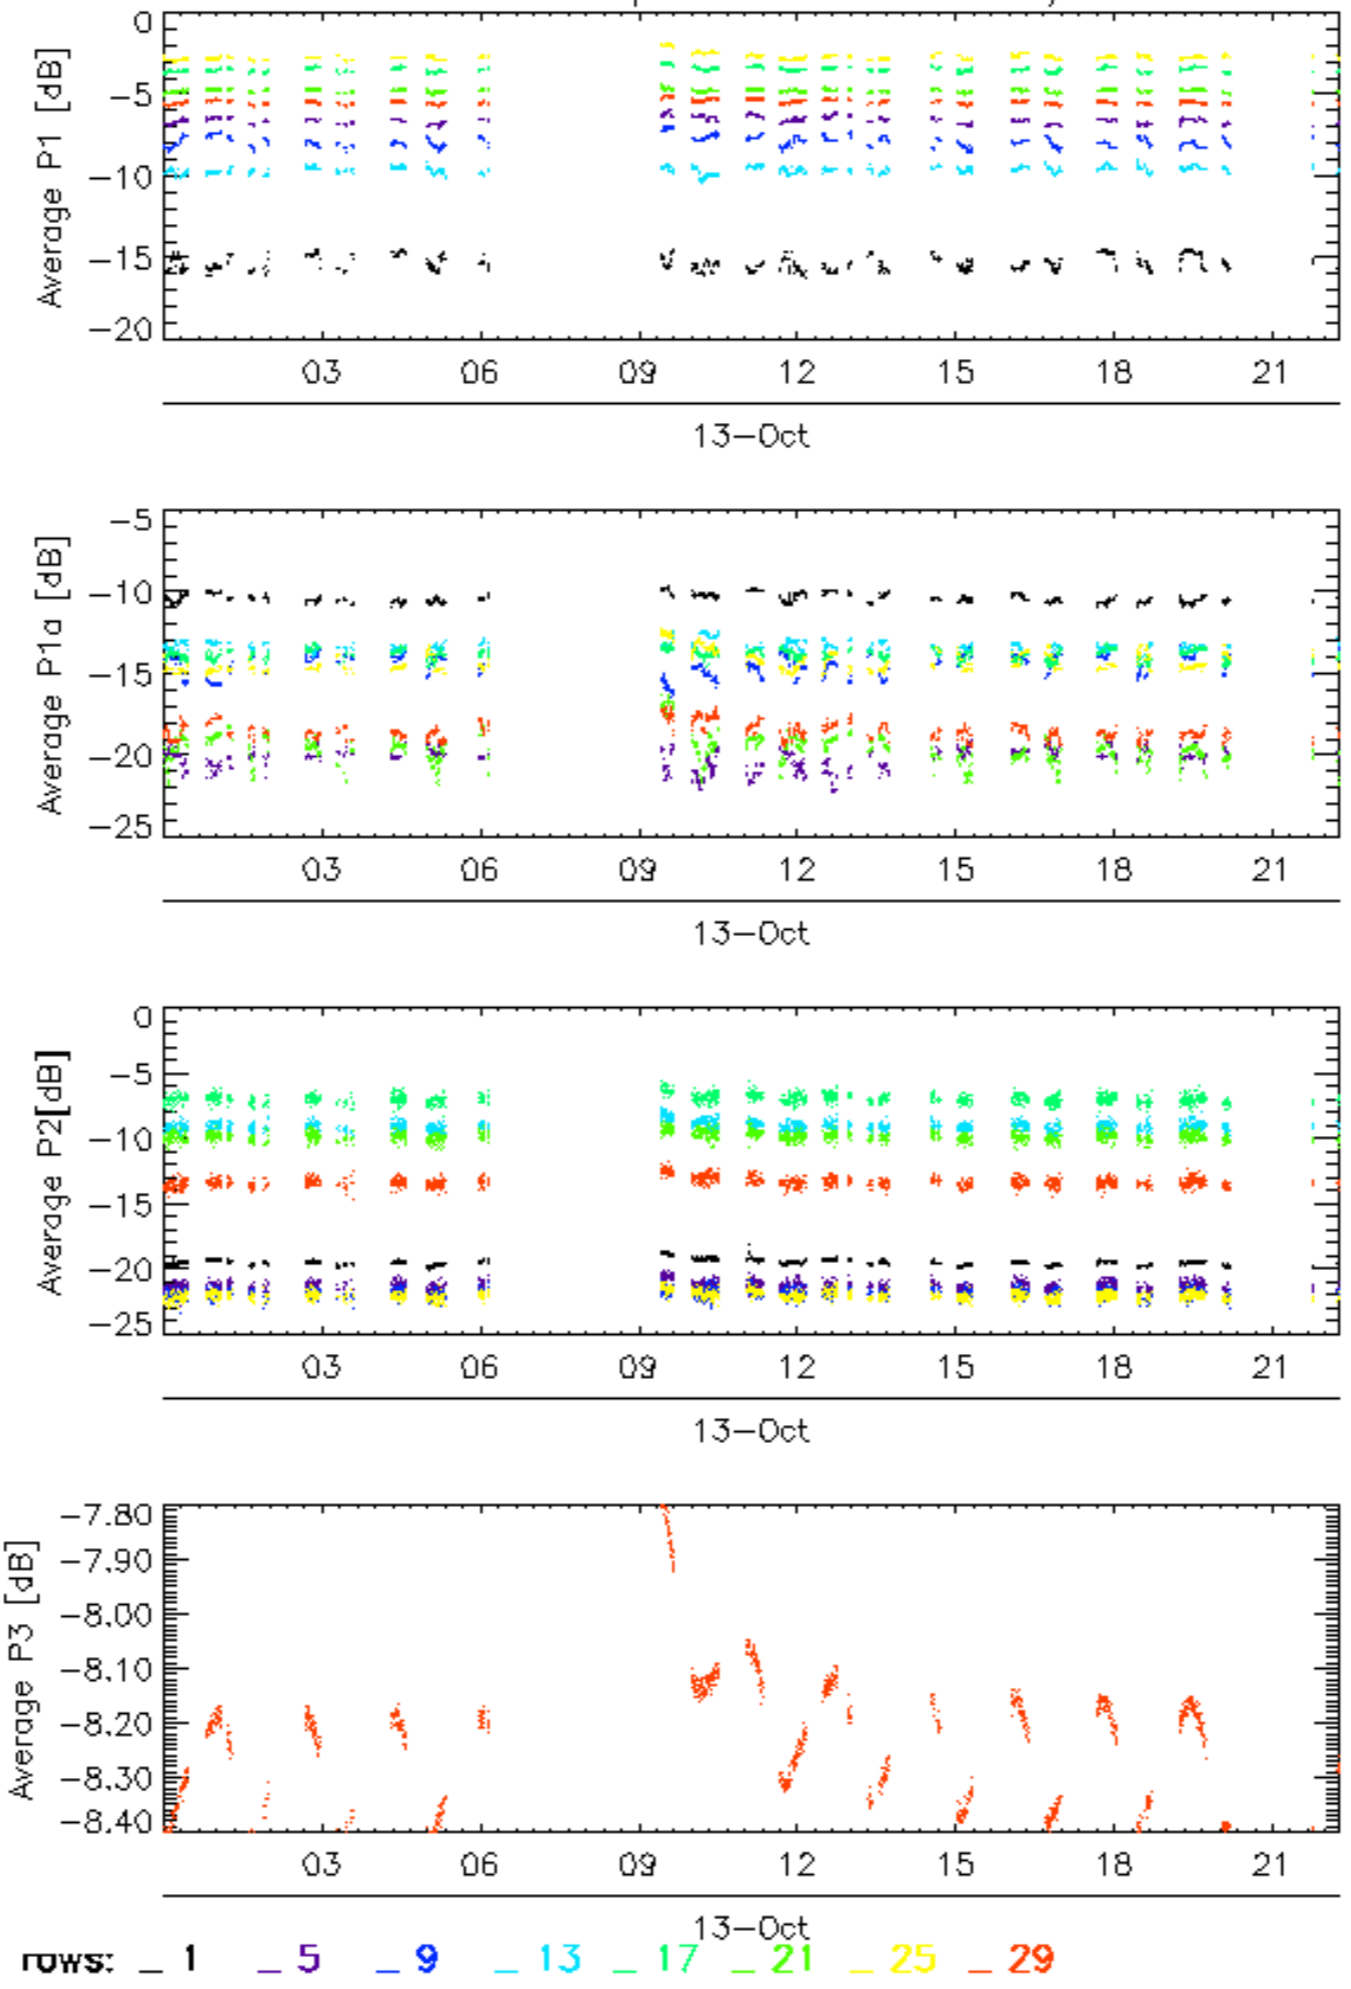 0
−5
−10
−15
−20
Average P1 [dB]
03 06 09 12 15 18 21
13−Oct
−5
−10
−15
−20
−25
Average P1a [dB]
03 06 09 12 15 18 21
13−Oct
0
−5
−10
−15
−20
−25
Average P2[dB]
03 06 09 12 15 18 21
13−Oct
−7.80
−7.90
−8.00
−8.10
−8.20
−8.30
−8.40
Average P3 [dB]
03 06 09 12 15 18 21
13−Oct
rows: _ 1 _ 5 _ 9 _ 13 _ 17 _ 21 _ 25 _ 29